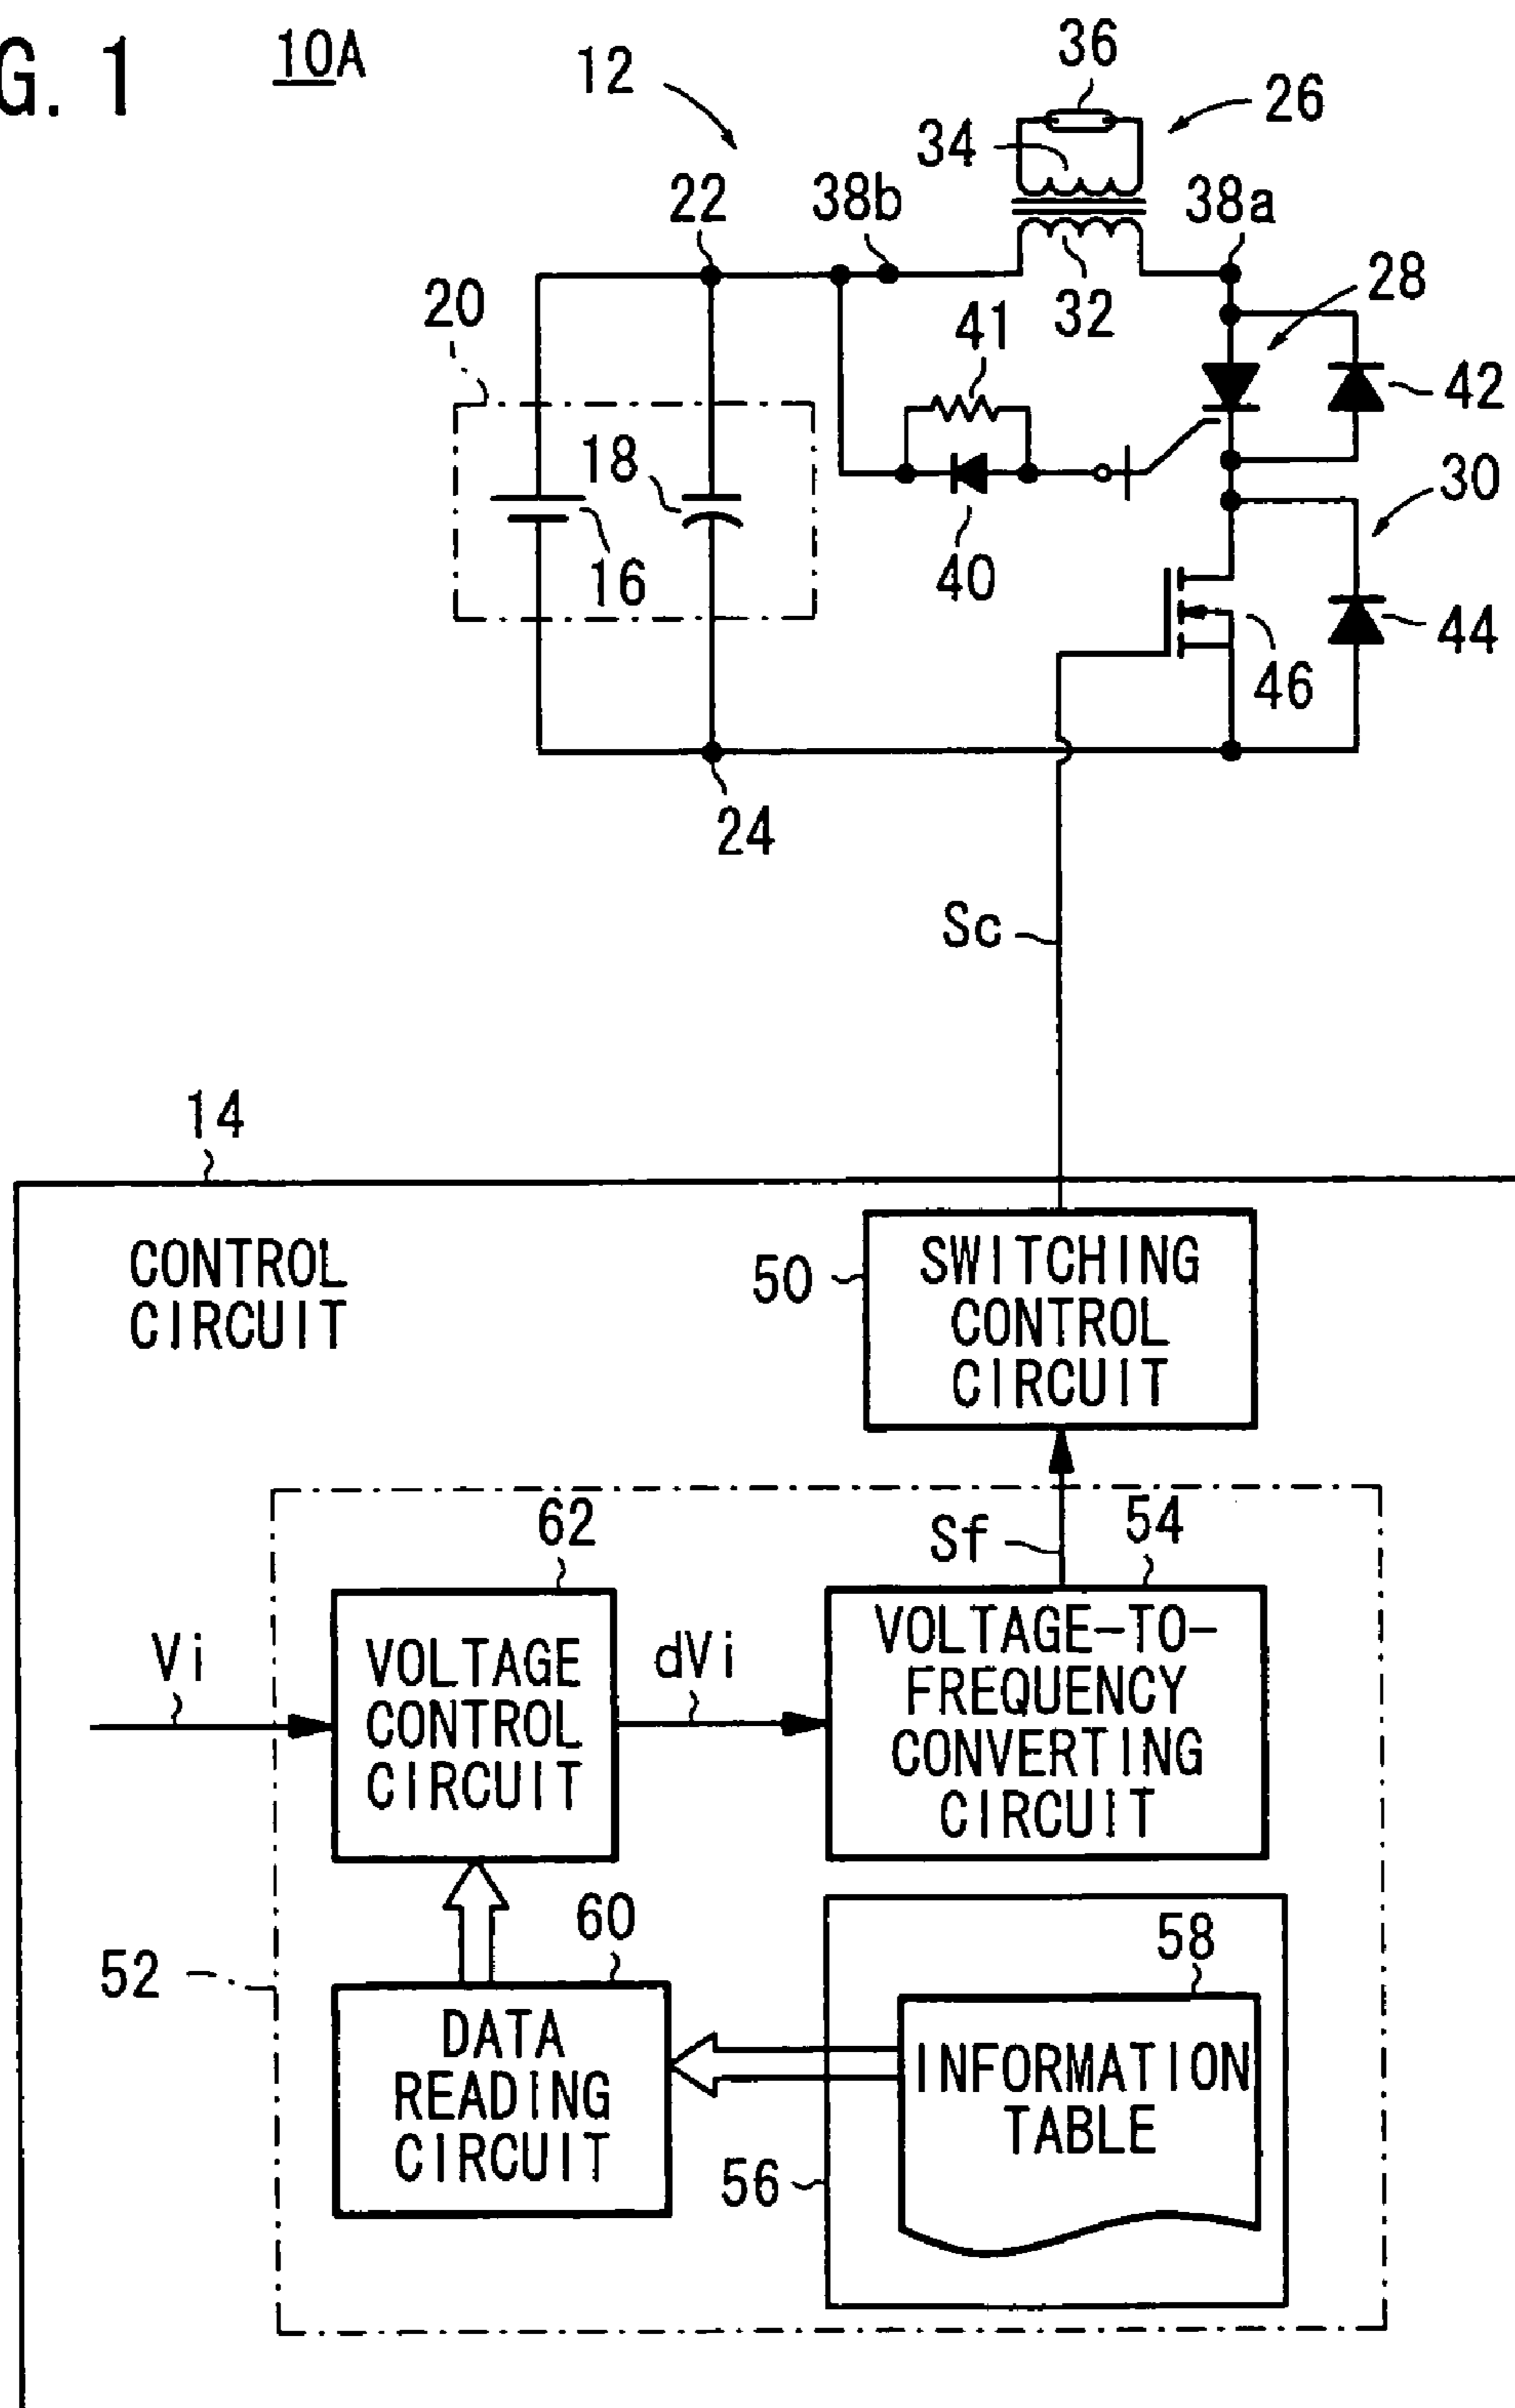 G. 1
10A
12
36
26
34
22
38b
38a
32
28
20
41
42
18
30
16
40
44
46
24
Sc
14
CONTROL
CIRCUIT
50
SWITCHING
CONTROL
CIRCUIT
62
Sf
54
Vi
VOLTAGE
CONTROL
CIRCUIT
dVi
VOLTAGE-TO-
FREQUENCY
CONVERTING
CIRCUIT
60
58
52
DATA
READING
CIRCUIT
INFORMATION
TABLE
56